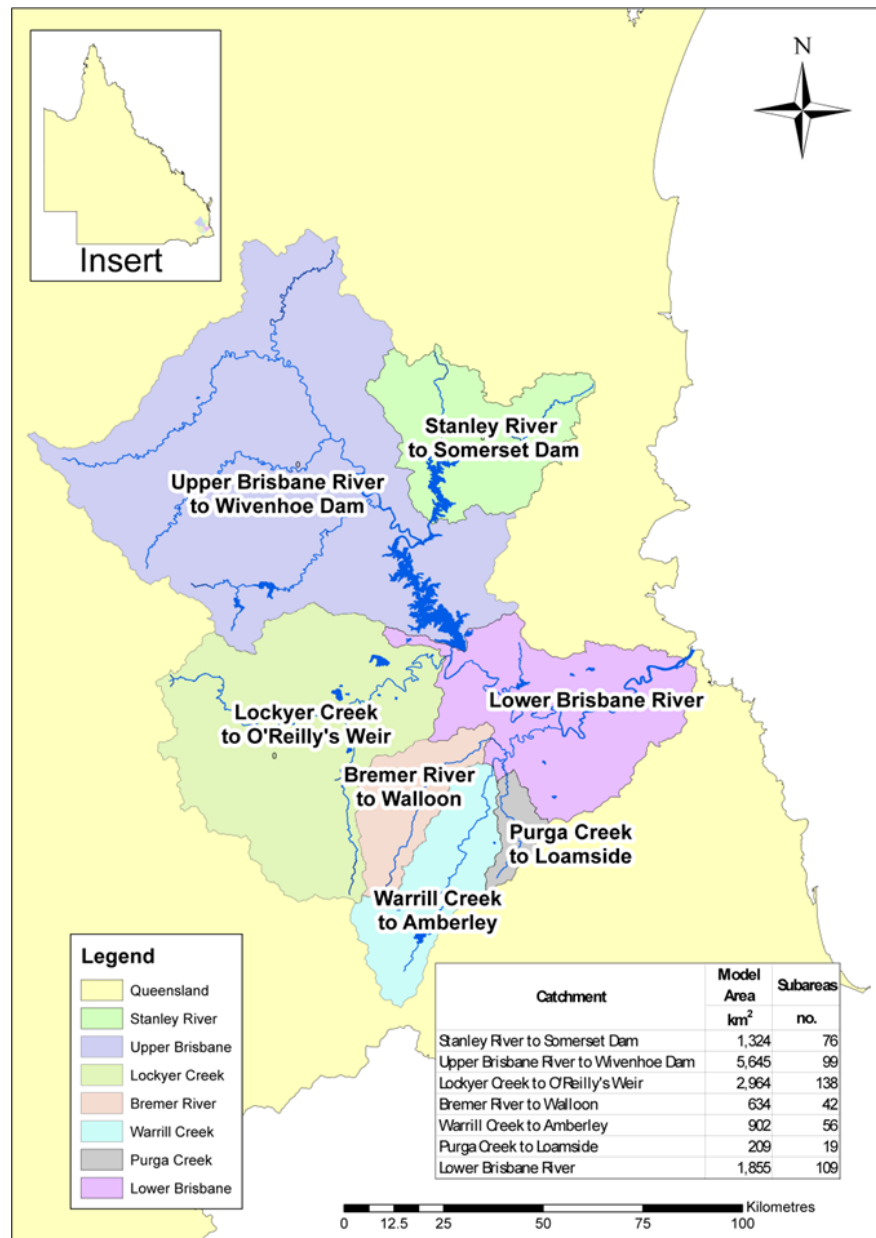 N
Insert
Stanley River
to Somerset Dam
Upper Brisbane River
to Wivenhoe Dam
Lower Brisbane River
Lockyer Creek
to O'Reilly's Weir
Bremer River
to Walloon
Purga Creek
to Loamside
Warrill Creek
to Amberley
Legend
Queensland
Stanley River
Upper Brisbane
Lockyer Creek
Bremer River
Warrill Creek
Purga Creek
Lower Brisbane
Catchment Model Area km² Subareas no.
Stanley River to Somerset Dam 1,324 76
Upper Brisbane River to Wivenhoe Dam 5,645 99
Lockyer Creek to O'Reilly's Weir 2,964 138
Bremer River to Walloon 634 42
Warrill Creek to Amberley 902 56
Purga Creek to Loamside 209 19
Lower Brisbane River 1,855 109
Kilometres
0 12.5 25 50 75 100